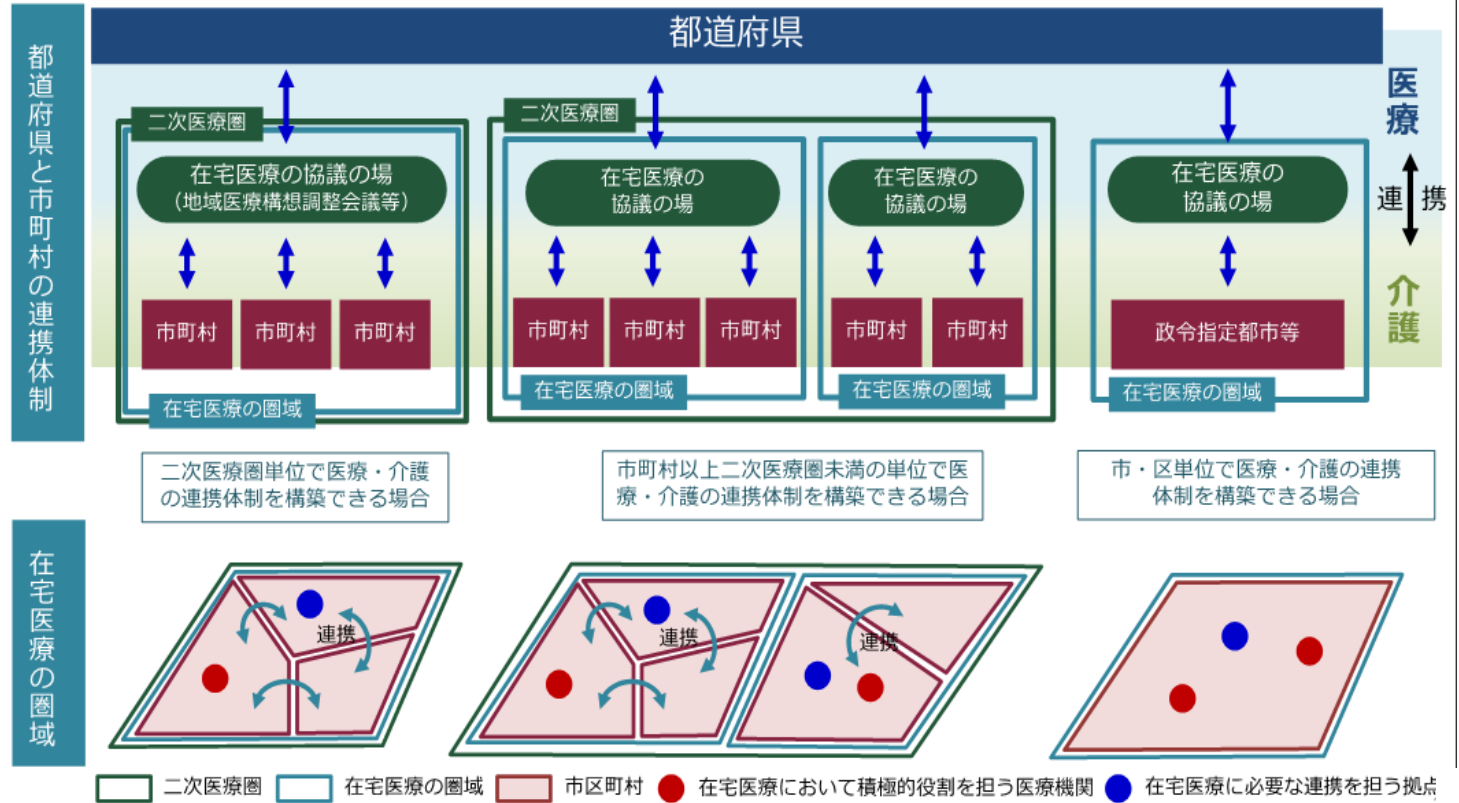 都道府県と市町村の連携体制
都道府県
医療
連携
介護
二次医療圏
在宅医療の協議の場
（地域医療構想調整会議等）
市町村
市町村
市町村
在宅医療の圏域
二次医療圏
在宅医療の
協議の場
市町村
市町村
市町村
在宅医療の圏域
在宅医療の
協議の場
市町村
市町村
在宅医療の圏域
在宅医療の
協議の場
政令指定都市等
在宅医療の圏域
二次医療圏単位で医療・介護
の連携体制を構築できる場合
市町村以上二次医療圏未満の単位で医
療・介護の連携体制を構築できる場合
市・区単位で医療・介護の連携
体制を構築できる場合
在宅医療の圏域
連携
連携
連携
二次医療圏
在宅医療の圏域
市区町村
在宅医療において積極的役割を担う医療機関
在宅医療に必要な連携を担う拠点